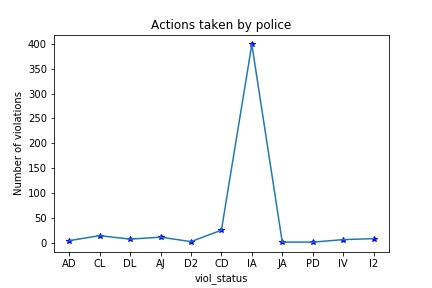 Actions taken by police
400
350
300
250
200
150
100
50
0
Number of violations
AD CL DL AJ D2 CD IA JA PD IV I2
viol_status